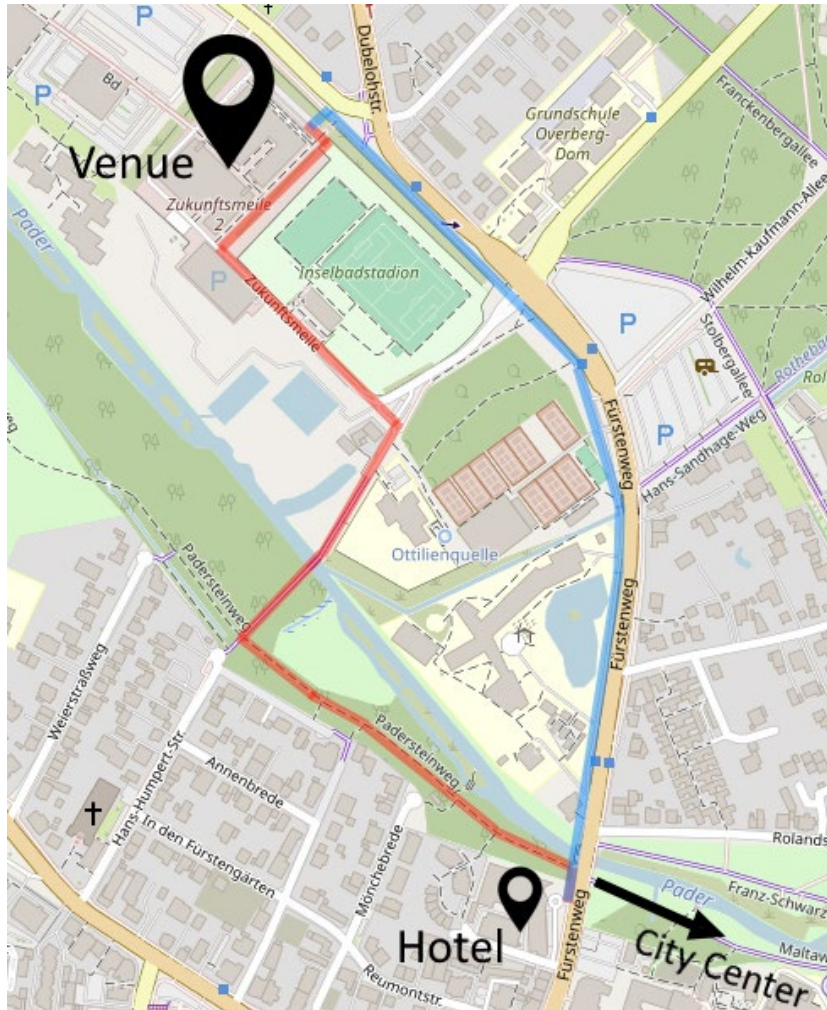 P
Bd
P
Venue
Zukunftsmeile
2
P
Dubelohstr.
Grundschule
Overberg-
Dom
Franckenbergallee
Wilhelm-Kaufmann-Allee
Stolbergallee
Pader
Inselbadstadion
Zukunftsmeile
P
P
Fürstenweg
Hans-Sandhage-Weg
Ottilienquelle
Padersteinweg
Weierstraßweg
Hans-Humpert-Str.
Fürstenweg
Padersteinweg
Annenbrede
In den Fürstengärten
Mönchebrede
Rolands
Pader
Franz-Schwarz
Maltaw
Hotel
City Center
Fürstenweg
Reumontstr.